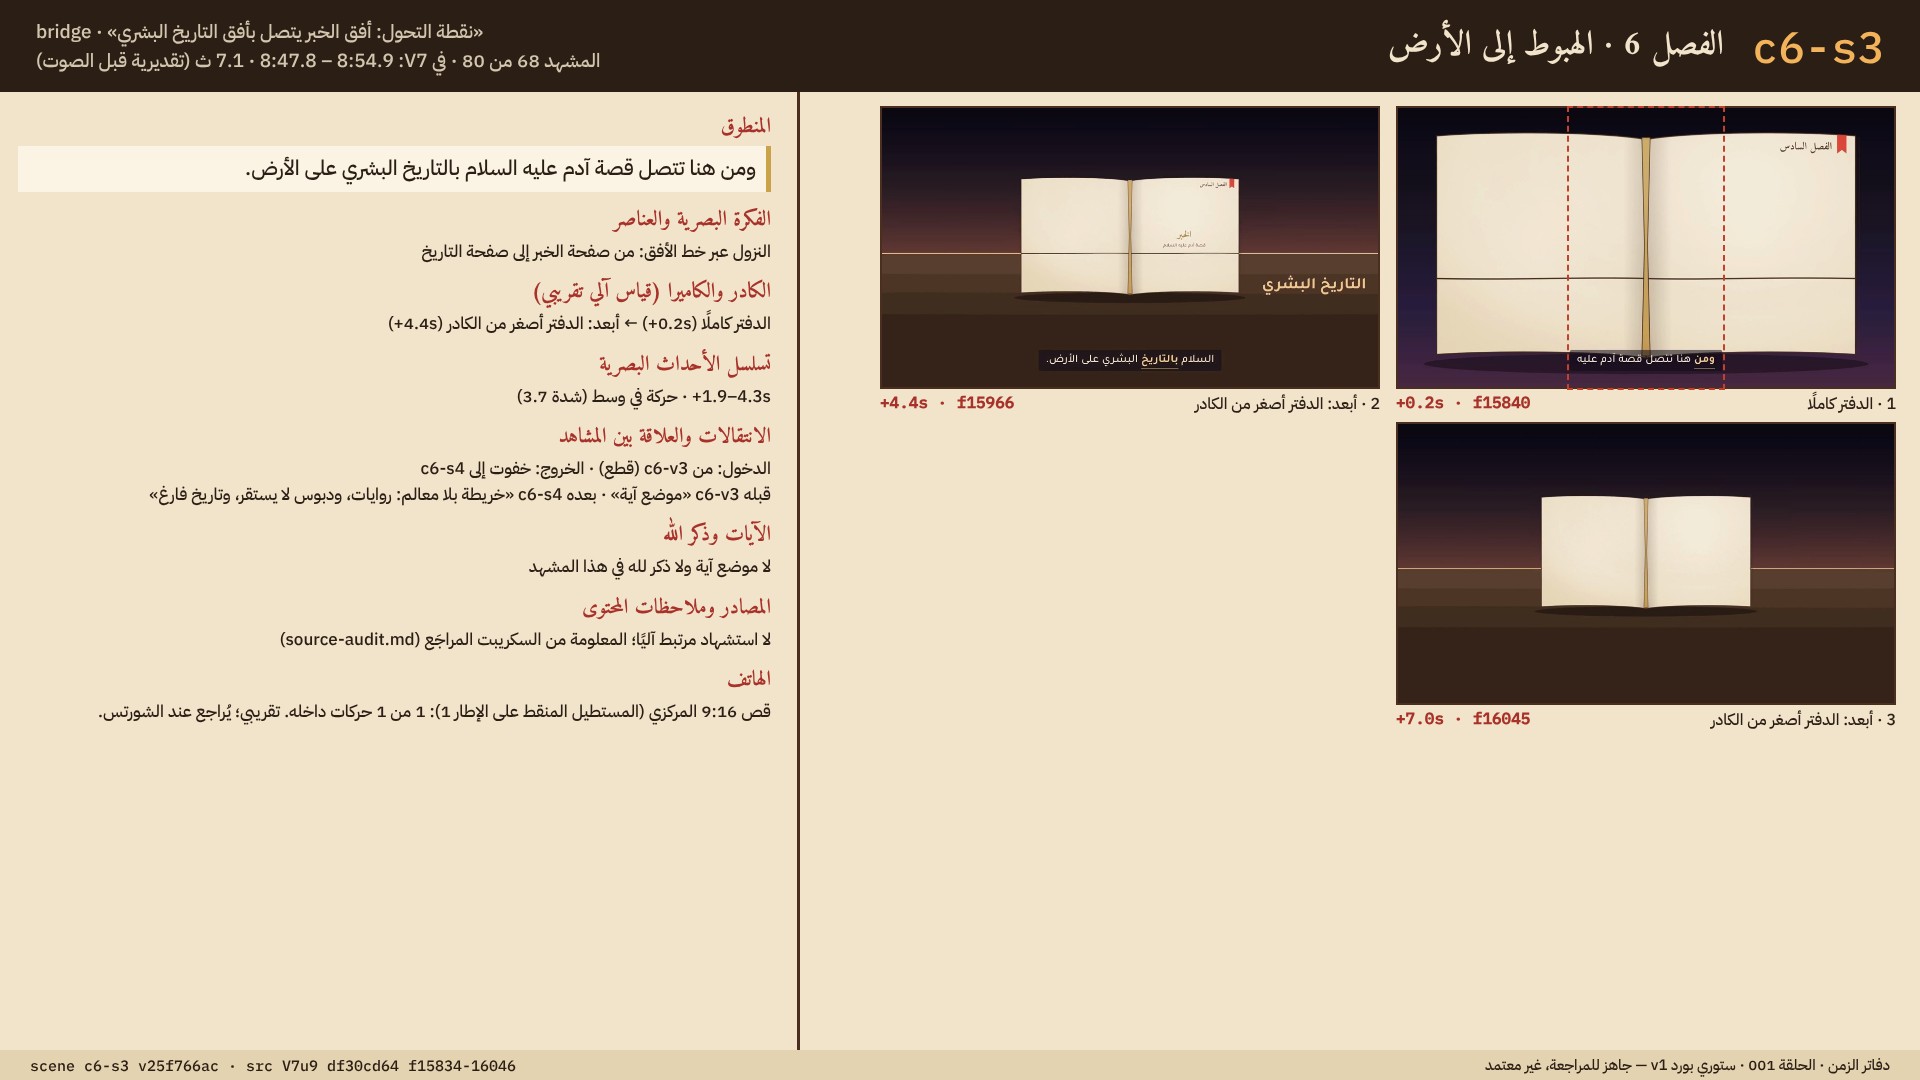 c6-s3 الفصل 6 · الهبوط إلى الأرض
«نقطة التحول: أفق الخبر يتصل بأفق التاريخ البشري» · bridge
المشهد 68 من 80 · في V7: 8:47.8 – 8:54.9 · 7.1 ث (تقديرية قبل الصوت)
الفصل السادس
ومن هنا تتصل قصة آدم عليه
1 · الدفتر كاملًا
+0.2s · f15840
الفصل السادس
الخبر
قصة آدم عليه السلام
التاريخ البشري
السلام بالتاريخ البشري على الأرض.
2 · أبعد: الدفتر أصغر من الكادر
+4.4s · f15966
3 · أبعد: الدفتر أصغر من الكادر
+7.0s · f16045
المنطوق
ومن هنا تتصل قصة آدم عليه السلام بالتاريخ البشري على الأرض.
الفكرة البصرية والعناصر
النزول عبر خط الأفق: من صفحة الخبر إلى صفحة التاريخ
الكادر والكاميرا (قياس آلي تقريبي)
الدفتر كاملًا (+0.2s) ← أبعد: الدفتر أصغر من الكادر (+4.4s)
تسلسل الأحداث البصرية
+1.9–4.3s · حركة في وسط (شدة 3.7)
الانتقالات والعلاقة بين المشاهد
الدخول: من c6-v3 (قطع) · الخروج: خفوت إلى c6-s4
قبله c6-v3 «موضع آية» · بعده c6-s4 «خريطة بلا معالم: روايات، ودبوس لا يستقر، وتاريخ فارغ»
الآيات وذكر الله
لا موضع آية ولا ذكر لله في هذا المشهد
المصادر وملاحظات المحتوى
لا استشهاد مرتبط آليًا؛ المعلومة من السكريبت المراجَع (source-audit.md)
الهاتف
قص 9:16 المركزي (المستطيل المنقط على الإطار 1): 1 من 1 حركات داخله. تقريبي؛ يُراجع عند الشورتس.
دفاتر الزمن · الحلقة 001 · ستوري بورد v1 — جاهز للمراجعة، غير معتمد
scene c6-s3 v25f766ac · src V7u9 df30cd64 f15834-16046